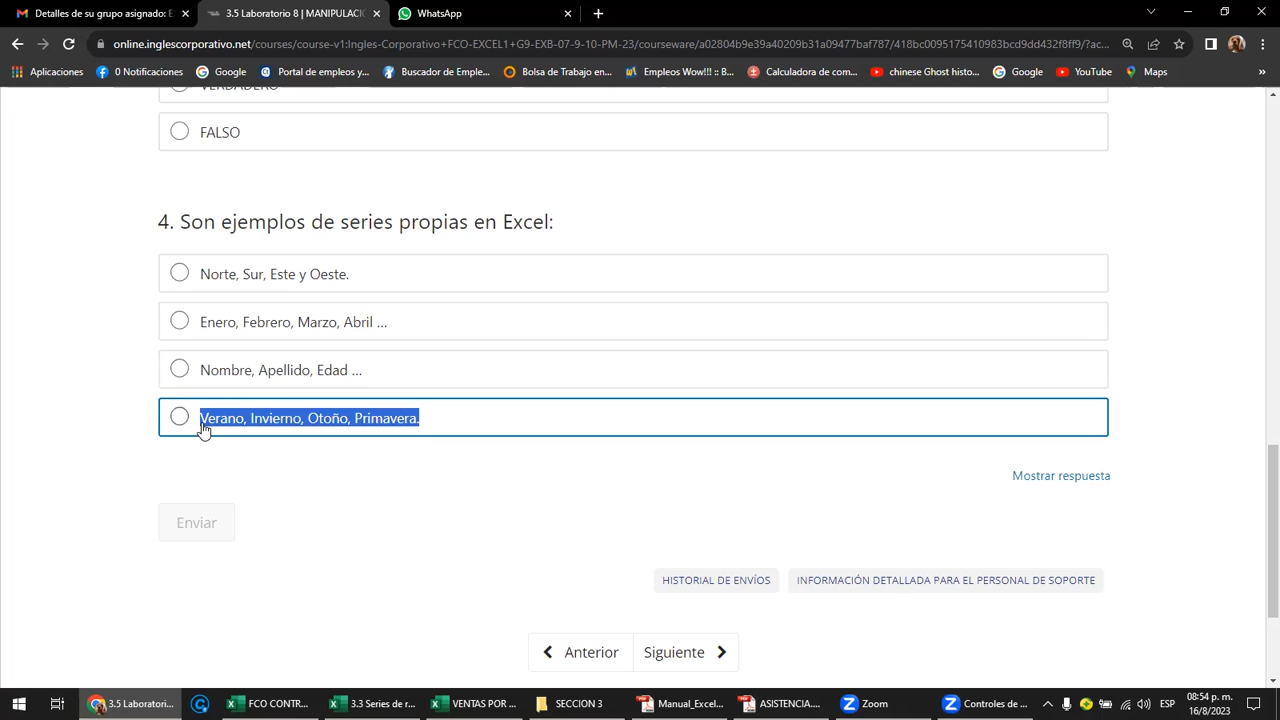 Detalles de su grupo asignado: E
3.5 Laboratorio 8 | MANIPULACI
WhatsApp
online.inglescorporativo.net/courses/course-v1:Ingles-Corporativo+FCO-EXCEL1+G9-EXB-07-9-10-PM-23/courseware/a02804b9e39a40209b31a09477baf787/418bc0095175410983bcd9dd432f8ff9/?ac...
Aplicaciones
0 Notificaciones
Google
Portal de empleos y...
Buscador de Emple...
Bolsa de Trabajo en...
Empleos Wow!!! :: B...
Calculadora de com...
chinese Ghost histo...
Google
YouTube
Maps
VERDADERO
FALSO
4. Son ejemplos de series propias en Excel:
Norte, Sur, Este y Oeste.
Enero, Febrero, Marzo, Abril ...
Nombre, Apellido, Edad ...
Verano, Invierno, Otoño, Primavera.
Mostrar respuesta
Enviar
HISTORIAL DE ENVÍOS
INFORMACIÓN DETALLADA PARA EL PERSONAL DE SOPORTE
Anterior
Siguiente
3.5 Laboratori...
FCO CONTR...
3.3 Series de r...
VENTAS POR ...
SECCION 3
Manual_Excel...
ASISTENCIA....
Zoom
Controles de ...
ESP
08:54 p. m.
16/8/2023